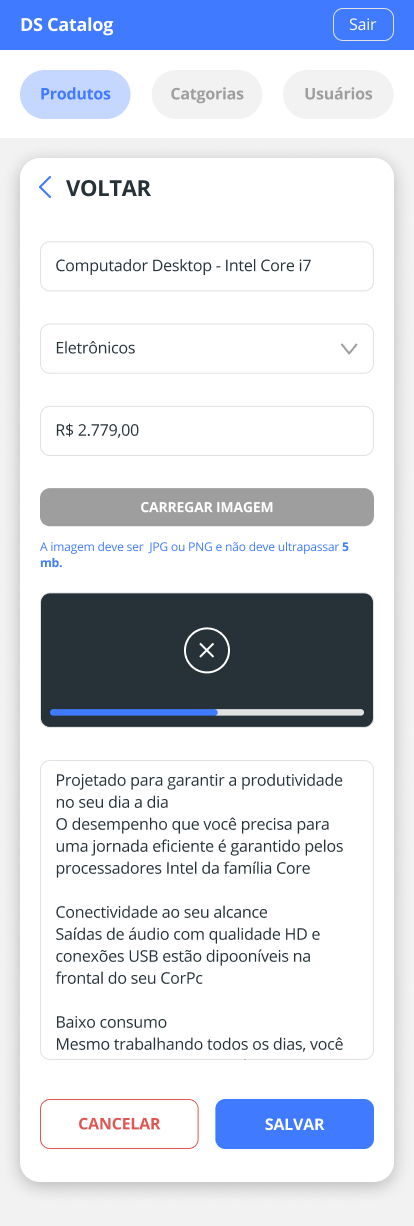 DS Catalog
Sair
Produtos
Catgorias
Usuários
VOLTAR
Computador Desktop - Intel Core i7
Eletrônicos
R$ 2.779,00
CARREGAR IMAGEM
A imagem deve ser JPG ou PNG e não deve ultrapassar 5
mb.
Projetado para garantir a produtividade
no seu dia a dia
O desempenho que você precisa para
uma jornada eficiente é garantido pelos
processadores Intel da família Core
Conectividade ao seu alcance
Saídas de áudio com qualidade HD e
conexões USB estão dipooníveis na
frontal do seu CorPc
Baixo consumo
Mesmo trabalhando todos os dias, você
CANCELAR
SALVAR